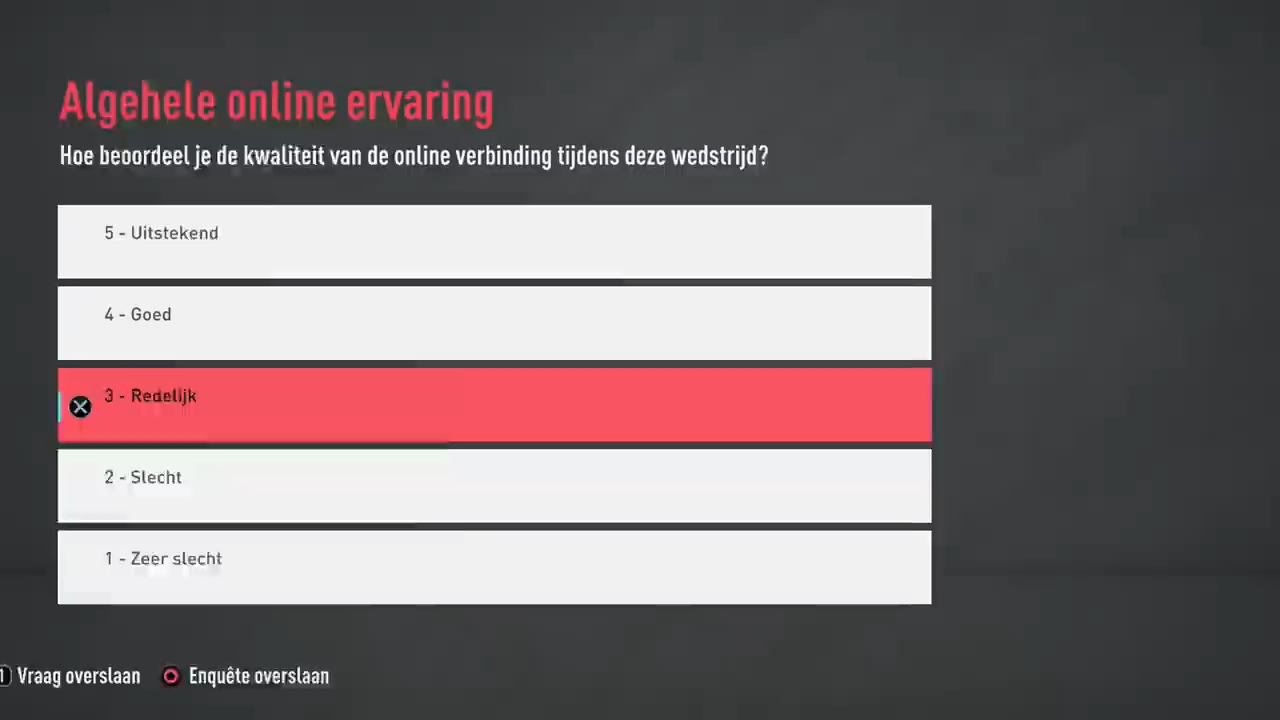 Algehele online ervaring
Hoe beoordeel je de kwaliteit van de online verbinding tijdens deze wedstrijd?
5 - Uitstekend
4 - Goed
3 - Redelijk
2 - Slecht
1 - Zeer slecht
Vraag overslaan Enquête overslaan